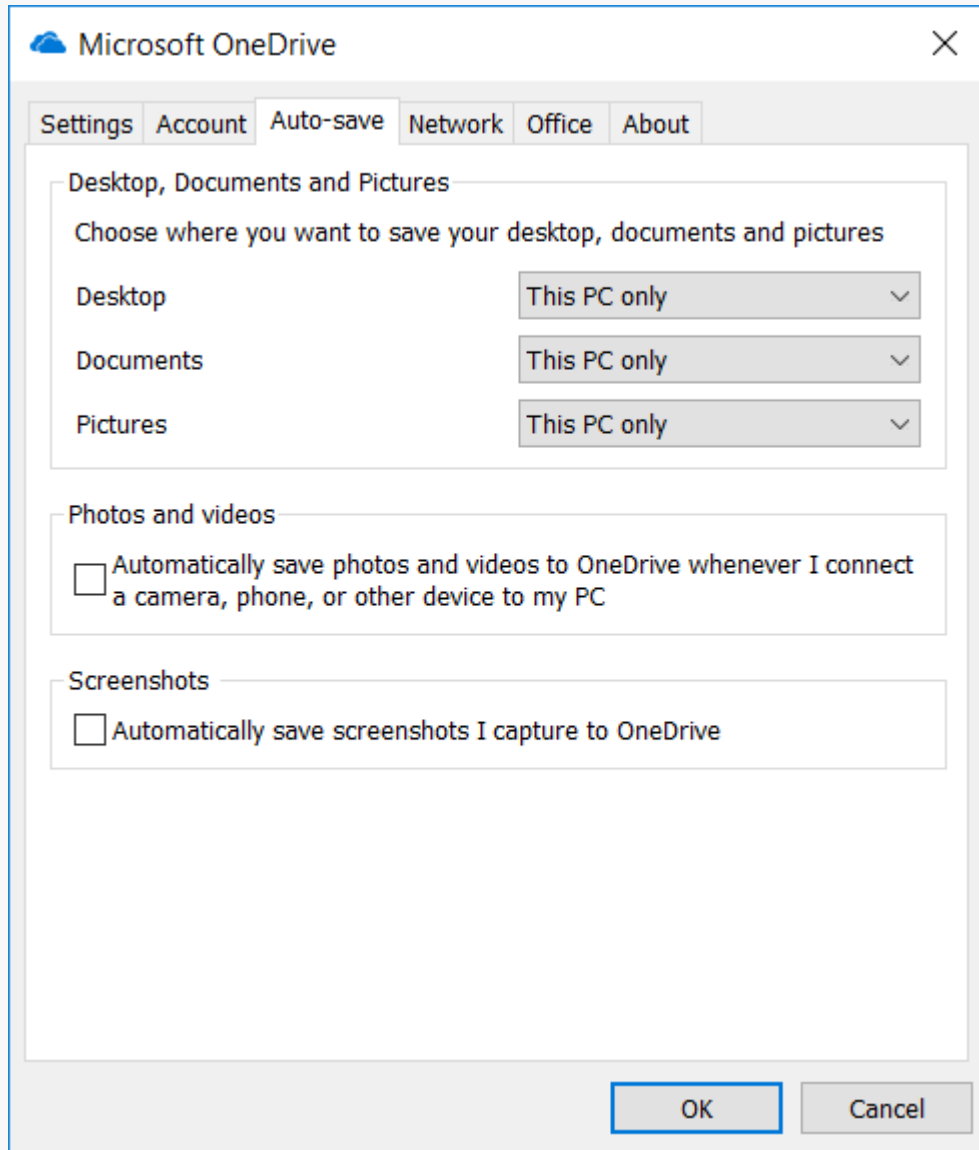 Microsoft OneDrive
Settings Account Auto-save Network Office About
Desktop, Documents and Pictures
Choose where you want to save your desktop, documents and pictures
Desktop This PC only
Documents This PC only
Pictures This PC only
Photos and videos
Automatically save photos and videos to OneDrive whenever I connect
a camera, phone, or other device to my PC
Screenshots
Automatically save screenshots I capture to OneDrive
OK Cancel